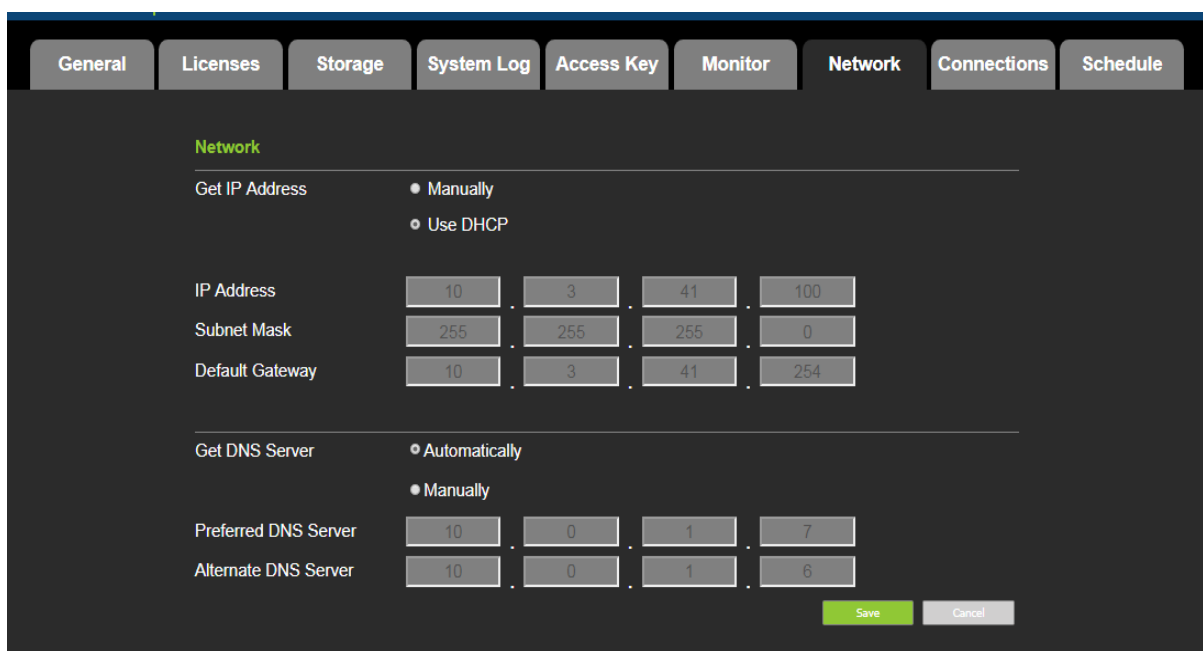 General Licenses Storage System Log Access Key Monitor Network Connections Schedule
Network
Get IP Address Manually
Use DHCP
IP Address 10 . 3 . 41 . 100
Subnet Mask 255 . 255 . 255 . 0
Default Gateway 10 . 3 . 41 . 254
Get DNS Server Automatically
Manually
Preferred DNS Server 10 . 0 . 1 . 7
Alternate DNS Server 10 . 0 . 1 . 6
Save Cancel